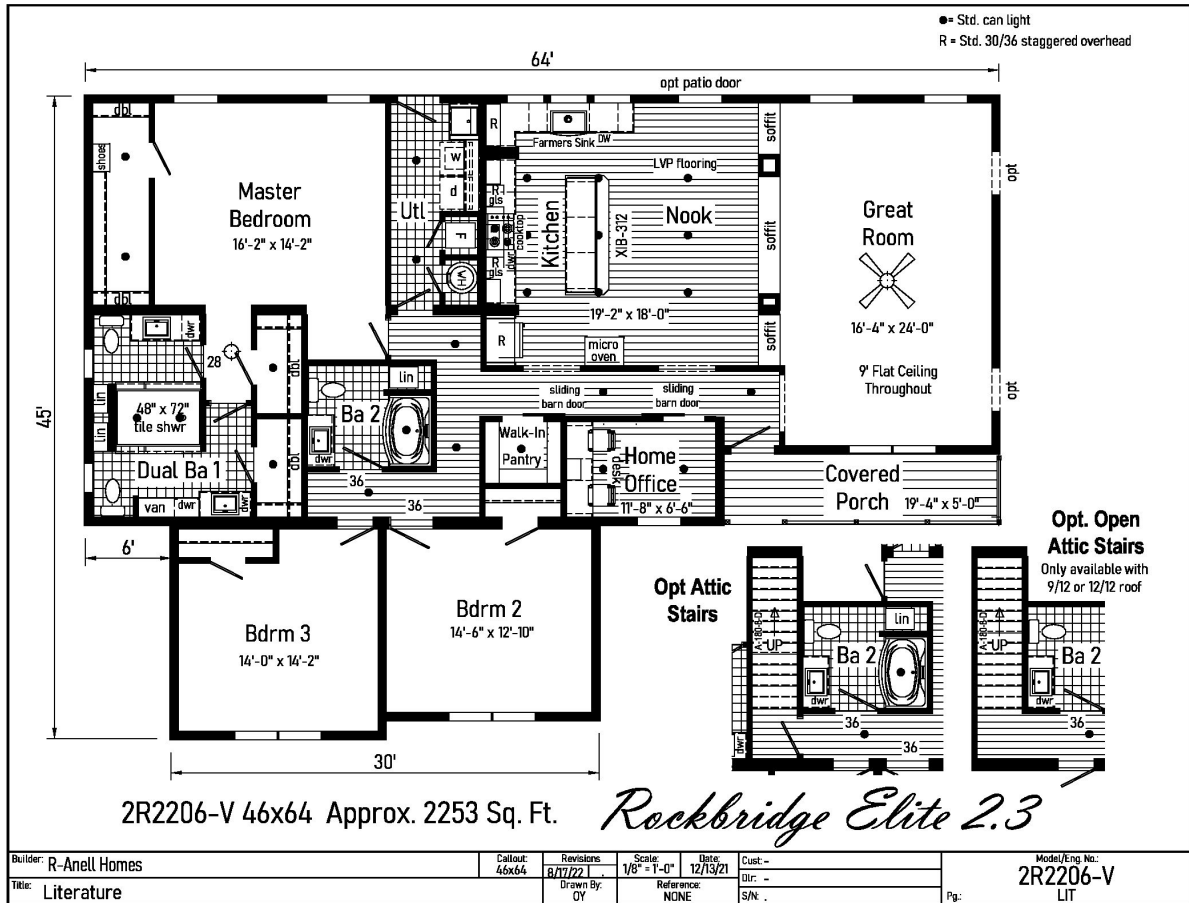 ●= Std. can light
R = Std. 30/36 staggered overhead
64'
opt patio door
dbl
shoes
Master
Bedroom
16'-2" x 14'-2"
dbl
Utl
W
d
F
WH
R
Farmers Sink
DW
LVP flooring
R
gls
cooktop
dwr
R
gls
Kitchen
XIB-312
Nook
19'-2" x 18'-0"
R
micro
oven
soffit
soffit
soffit
Great
Room
16'-4" x 24'-0"
9' Flat Ceiling
Throughout
opt
opt
45'
dwr
28
dbl
lin
lin
48" x 72"
tile shwr
Dual Ba 1
van
dwr
dwr
dbl
Ba 2
lin
dwr
36
36
sliding
barn door
sliding
barn door
Walk-In
Pantry
desk
Home
Office
11'-8" x 6'-6"
Covered
Porch
19'-4" x 5'-0"
6'
Bdrm 3
14'-0" x 14'-2"
Bdrm 2
14'-6" x 12'-10"
30'
Opt Attic
Stairs
A-180-8-D
UP
Ba 2
lin
dwr
36
36
dwr
Opt. Open
Attic Stairs
Only available with
9/12 or 12/12 roof
A-180-8-D
UP
Ba 2
dwr
36
2R2206-V 46x64 Approx. 2253 Sq. Ft.
Rockbridge Elite 2.3
Builder: R-Anell Homes
Callout: 46x64
Revisions 8/17/22
Scale: 1/8" = 1'-0"
Date: 12/13/21
Cust: -
Dlr: -
S/N: .
Model/Eng. No.: 2R2206-V
Title: Literature
Drawn By: OY
Reference: NONE
Pg.: LIT